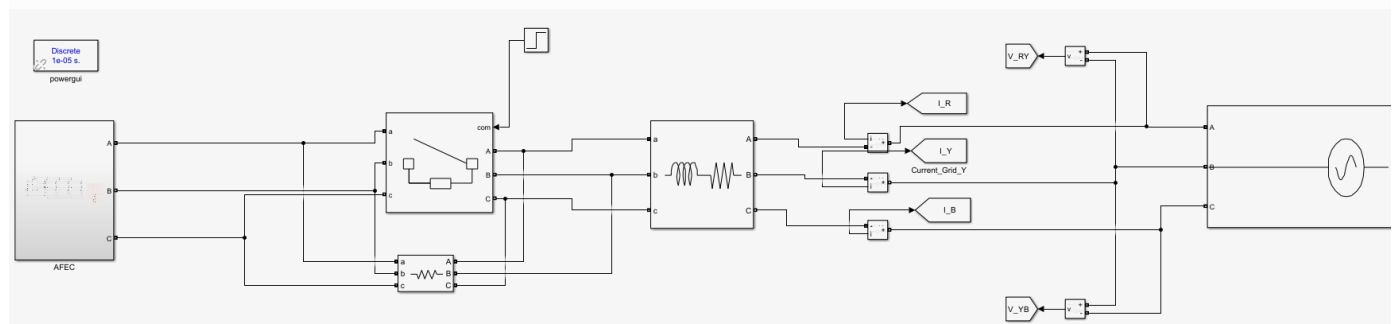 Discrete
1e-05 s.
powergui
A
B
C
AFEC
a
b
c
com
A
B
C
a
b
c
A
B
C
a
b
c
A
B
C
I_R
i
I_Y
Current_Grid_Y
+
-
i
+
I_B
-
i
+
V_RY
v
+
-
V_YB
v
+
-
A
B
C